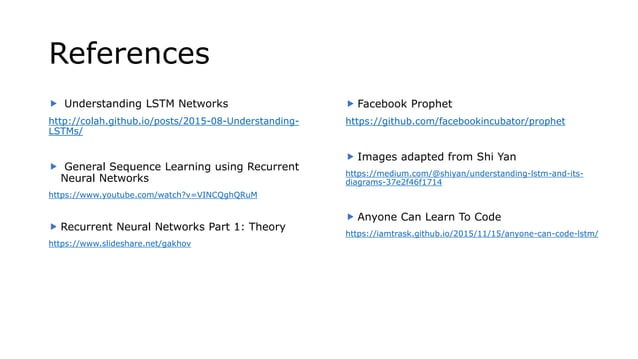 References
Understanding LSTM Networks
http://colah.github.io/posts/2015-08-Understanding-
LSTMs/
General Sequence Learning using Recurrent
Neural Networks
https://www.youtube.com/watch?v=VINCQghQRuM
Recurrent Neural Networks Part 1: Theory
https://www.slideshare.net/gakhov
Facebook Prophet
https://github.com/facebookincubator/prophet
Images adapted from Shi Yan
https://medium.com/@shiyan/understanding-lstm-and-its-
diagrams-37e2f46f1714
Anyone Can Learn To Code
https://iamtrask.github.io/2015/11/15/anyone-can-code-lstm/